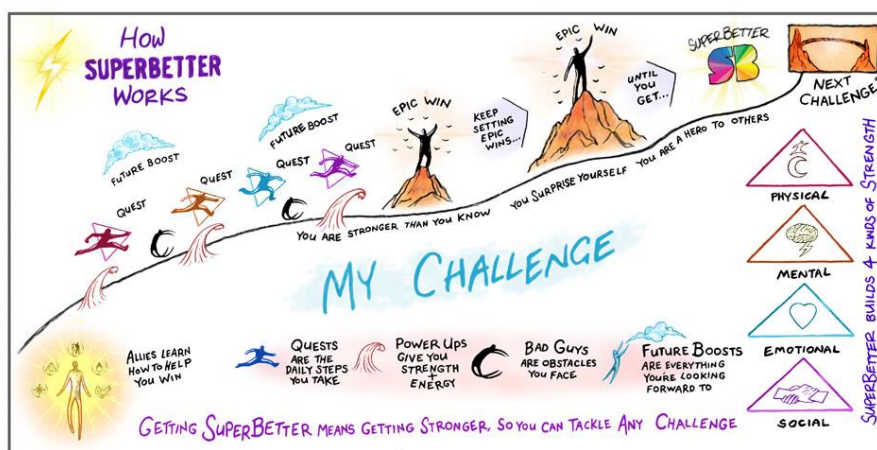 How
SUPERBETTER
WORKS
FUTURE BOOST
FUTURE BOOST
QUEST
QUEST
QUEST
QUEST
EPIC WIN
KEEP
SETTING
EPIC
WINS...
EPIC WIN
UNTIL
YOU
GET...
SUPERBETTER
SB
NEXT
CHALLENGE?
YOU ARE STRONGER THAN YOU KNOW
YOU SURPRISE YOURSELF
YOU ARE A HERO TO OTHERS
MY CHALLENGE
PHYSICAL
MENTAL
EMOTIONAL
SOCIAL
SUPERBETTER BUILDS 4 KINDS OF STRENGTH
ALLIES LEARN
HOW TO HELP
YOU WIN
QUESTS
ARE THE
DAILY STEPS
YOU TAKE
POWER UPS
GIVE YOU
STRENGTH
+
ENERGY
BAD GUYS
ARE OBSTACLES
YOU FACE
FUTURE BOOSTS
ARE EVERYTHING
YOU'RE LOOKING
FORWARD TO
GETTING SUPERBETTER MEANS GETTING STRONGER, SO YOU CAN TACKLE ANY CHALLENGE